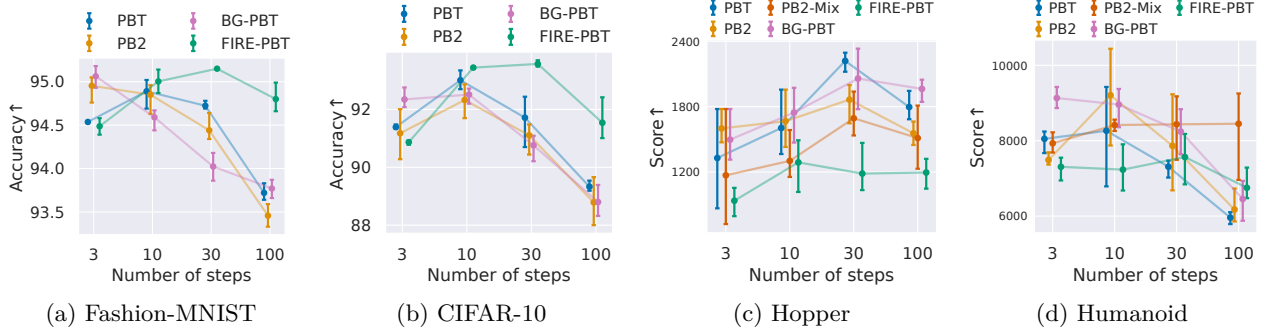 PBT BG-PBT
PB2 FIRE-PBT
Accuracy↑
95.0
94.5
94.0
93.5
3 10 30 100
Number of steps
(a) Fashion-MNIST
PBT BG-PBT
PB2 FIRE-PBT
Accuracy↑
92
90
88
3 10 30 100
Number of steps
(b) CIFAR-10
PBT PB2-Mix FIRE-PBT
PB2 BG-PBT
Score↑
2400
1800
1200
3 10 30 100
Number of steps
(c) Hopper
PBT PB2-Mix FIRE-PBT
PB2 BG-PBT
Score↑
10000
8000
6000
3 10 30 100
Number of steps
(d) Humanoid